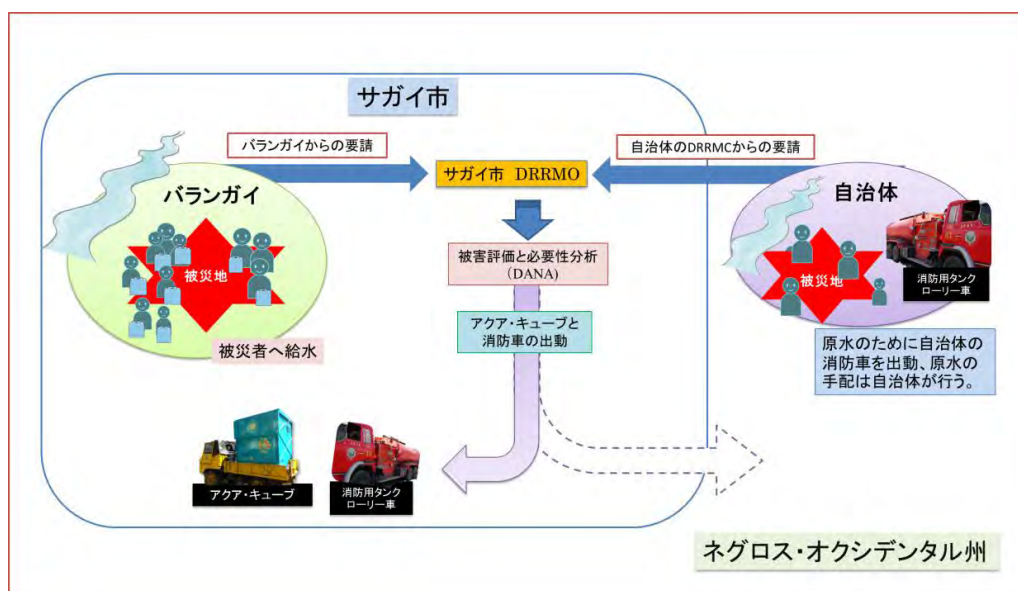 サガイ市
バランガイからの要請
自治体のDRRMCからの要請
サガイ市 DRRMO
バランガイ
被災地
被災者へ給水
被害評価と必要性分析
(DANA)
アクア・キューブと
消防車の出動
自治体
被災地
消防用タンク
ローリー車
原水のために自治体の
消防車を出動、原水の
手配は自治体が行う。
アクア・キューブ
消防用タンク
ローリー車
ネグロス・オクシデンタル州